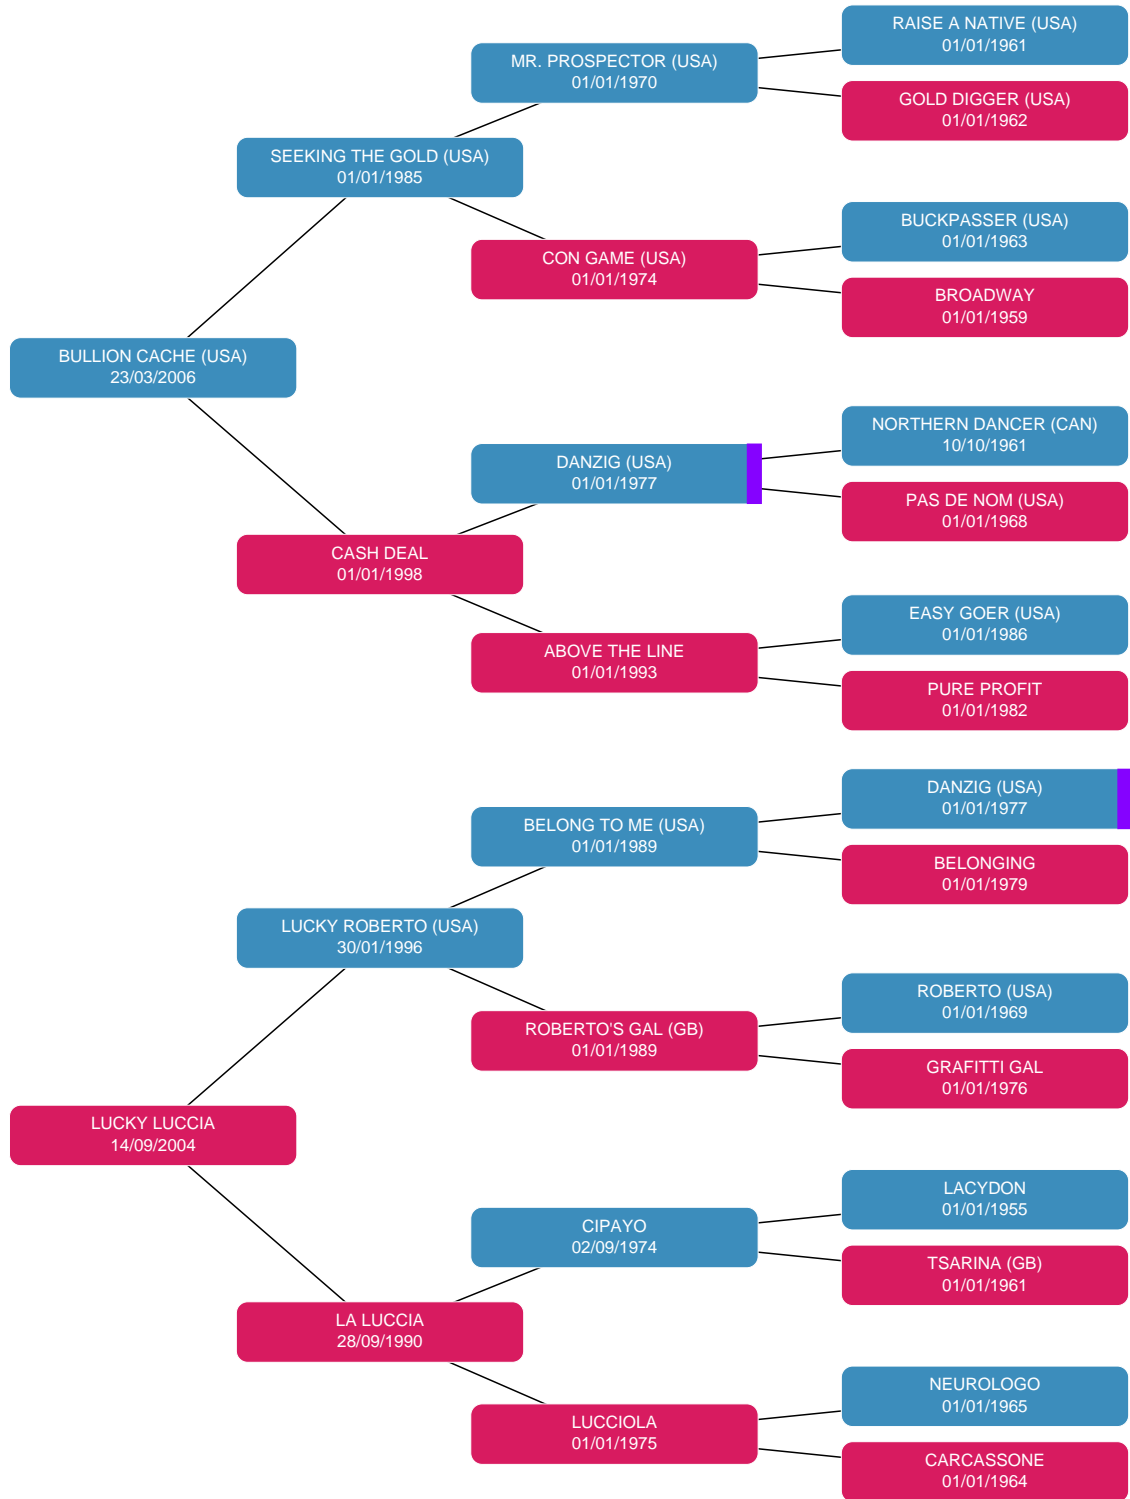 RAISE A NATIVE (USA)
01/01/1961
MR. PROSPECTOR (USA)
01/01/1970
GOLD DIGGER (USA)
01/01/1962
SEEKING THE GOLD (USA)
01/01/1985
BUCKPASSER (USA)
01/01/1963
CON GAME (USA)
01/01/1974
BROADWAY
01/01/1959
BULLION CACHE (USA)
23/03/2006
NORTHERN DANCER (CAN)
10/10/1961
DANZIG (USA)
01/01/1977
PAS DE NOM (USA)
01/01/1968
CASH DEAL
01/01/1998
EASY GOER (USA)
01/01/1986
ABOVE THE LINE
01/01/1993
PURE PROFIT
01/01/1982
DANZIG (USA)
01/01/1977
BELONG TO ME (USA)
01/01/1989
BELONGING
01/01/1979
LUCKY ROBERTO (USA)
30/01/1996
ROBERTO (USA)
01/01/1969
ROBERTO'S GAL (GB)
01/01/1989
GRAFITTI GAL
01/01/1976
LUCKY LUCCIA
14/09/2004
LACYDON
01/01/1955
CIPAYO
02/09/1974
TSARINA (GB)
01/01/1961
LA LUCCIA
28/09/1990
NEUROLOGO
01/01/1965
LUCCIOLA
01/01/1975
CARCASSONE
01/01/1964